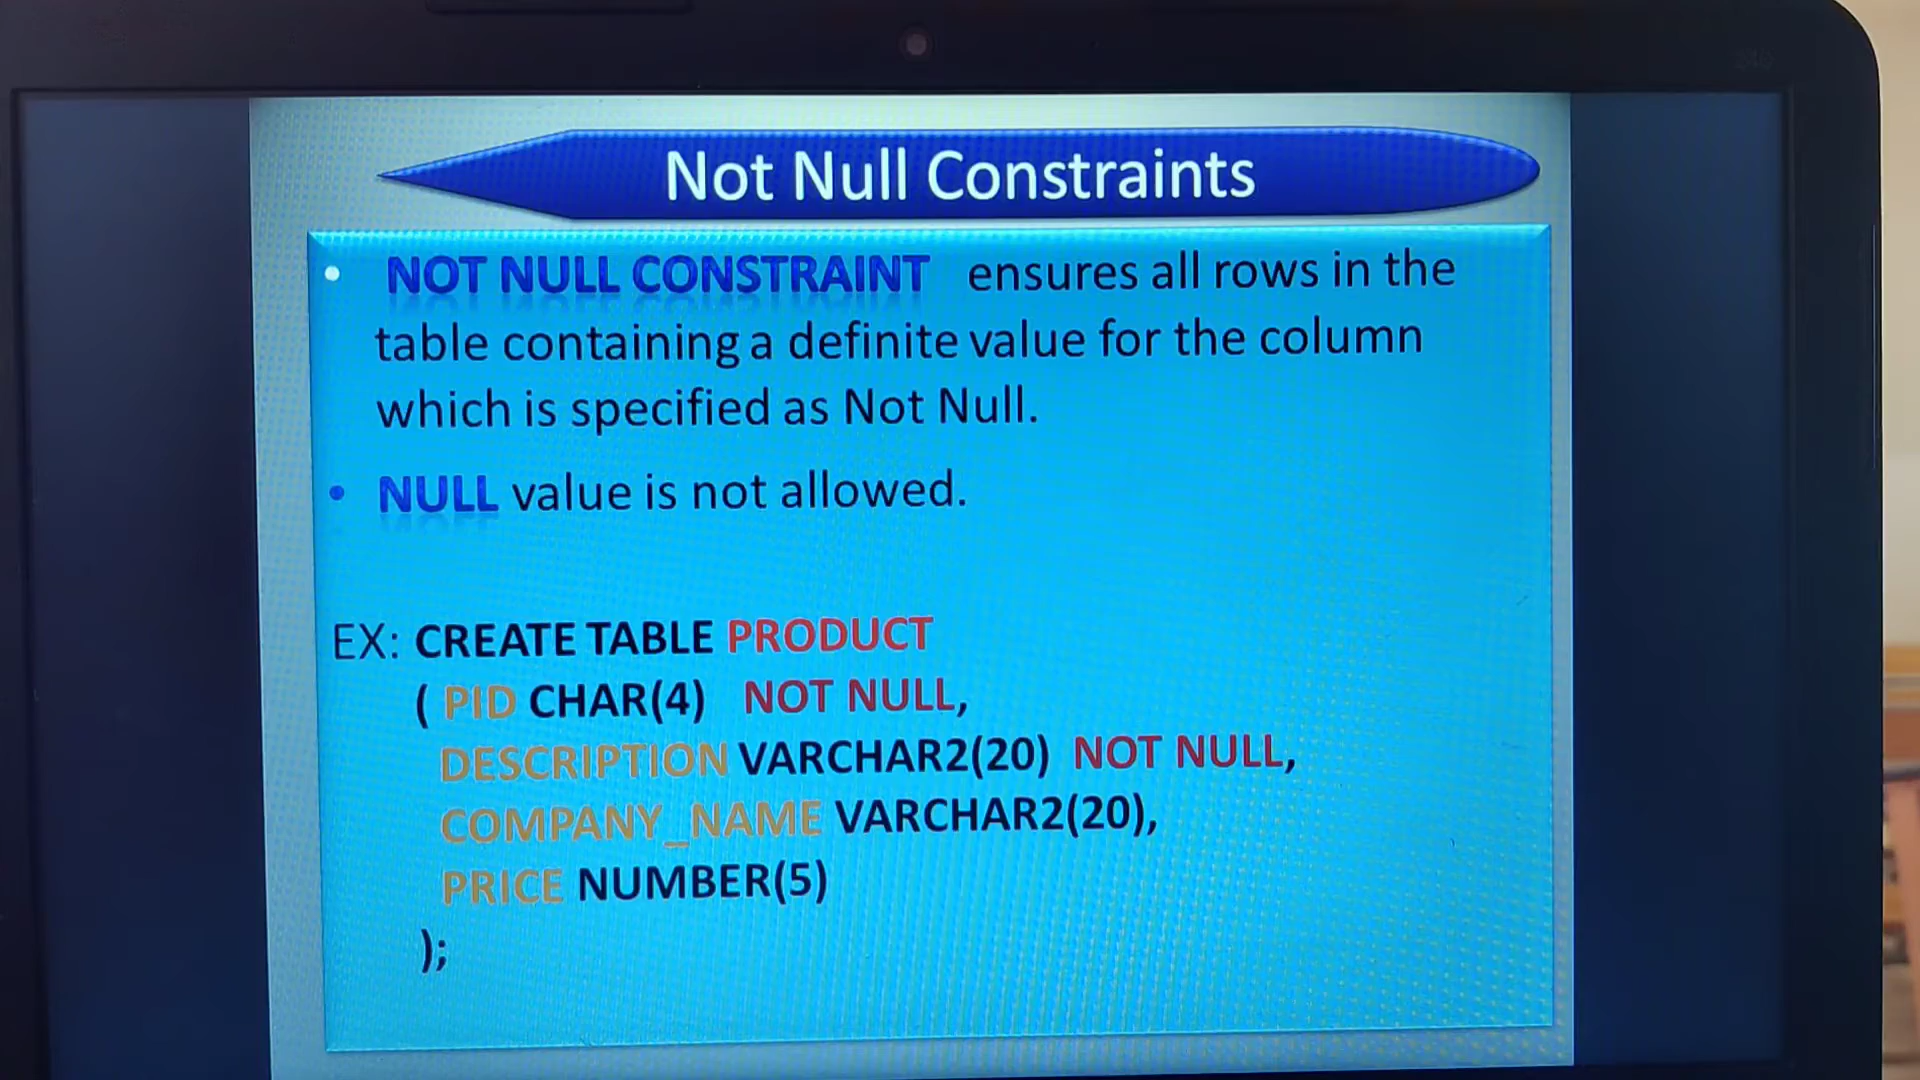 Not Null Constraints
• NOT NULL CONSTRAINT ensures all rows in the
table containing a definite value for the column
which is specified as Not Null.
• NULL value is not allowed.
EX: CREATE TABLE PRODUCT
( PID CHAR(4) NOT NULL,
DESCRIPTION VARCHAR2(20) NOT NULL,
COMPANY_NAME VARCHAR2(20),
PRICE NUMBER(5)
);